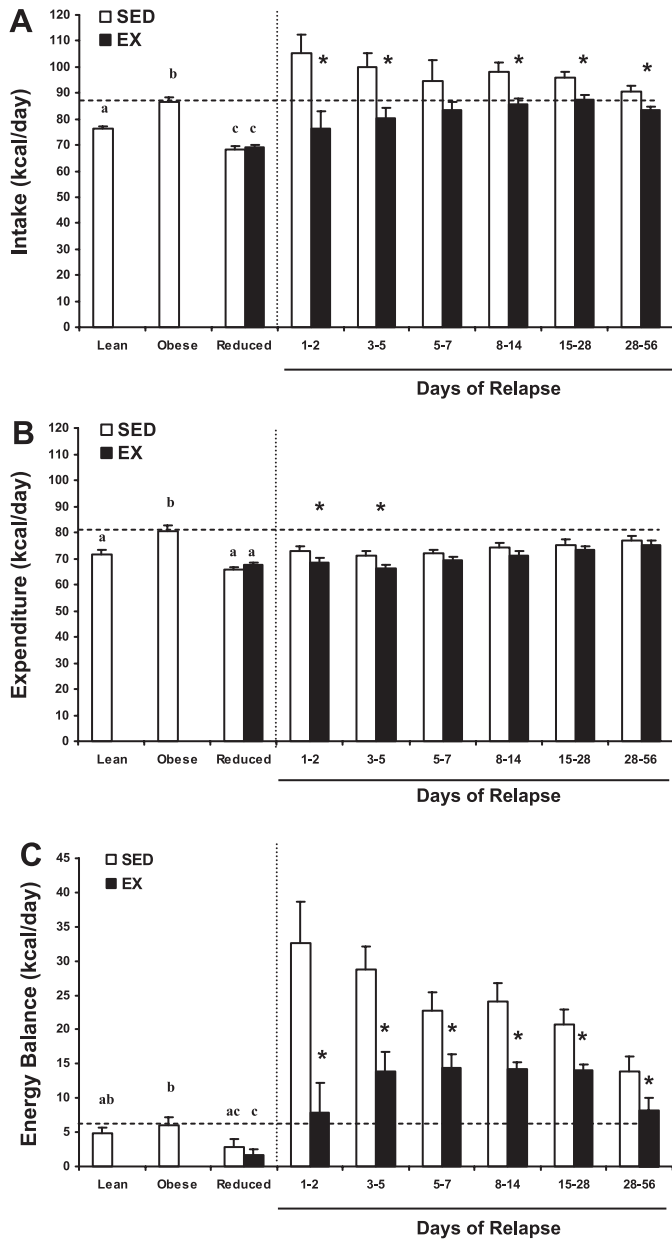 A
SED
EX
Intake (kcal/day)
120
110
100
90
80
70
60
50
40
30
20
10
0
a
b
c c
*
*
*
*
*
Lean Obese Reduced 1-2 3-5 5-7 8-14 15-28 28-56
Days of Relapse
B
SED
EX
Expenditure (kcal/day)
120
110
100
90
80
70
60
50
40
30
20
10
0
a
b
a a
*
*
Lean Obese Reduced 1-2 3-5 5-7 8-14 15-28 28-56
Days of Relapse
C
SED
EX
Energy Balance (kcal/day)
45
40
35
30
25
20
15
10
5
0
ab
b
ac c
*
*
*
*
*
*
Lean Obese Reduced 1-2 3-5 5-7 8-14 15-28 28-56
Days of Relapse